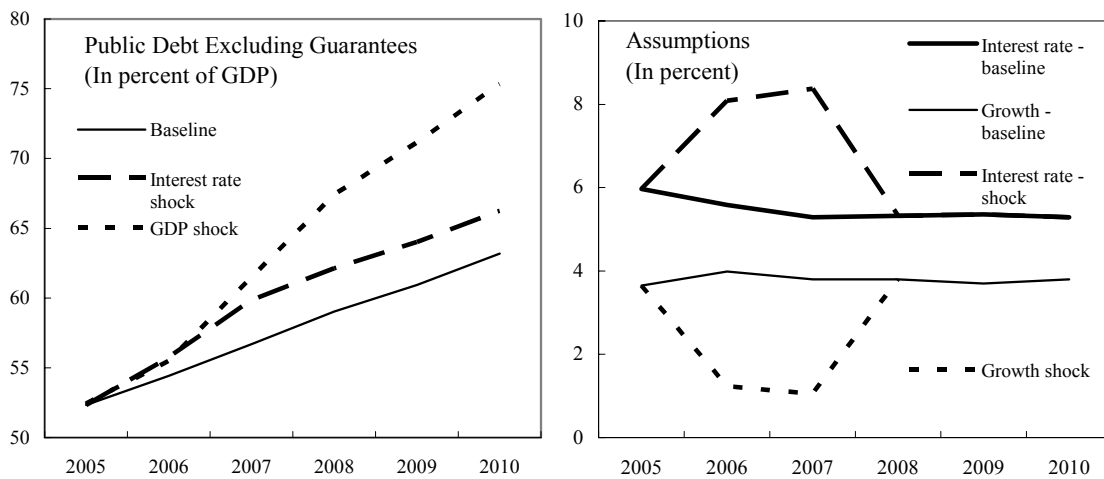 Public Debt Excluding Guarantees
(In percent of GDP)
80
75
70
65
60
55
50
Baseline
Interest rate
shock
GDP shock
2005 2006 2007 2008 2009 2010
Assumptions
(In percent)
10
8
6
4
2
0
Interest rate -
baseline
Growth -
baseline
Interest rate -
shock
Growth shock
2005 2006 2007 2008 2009 2010